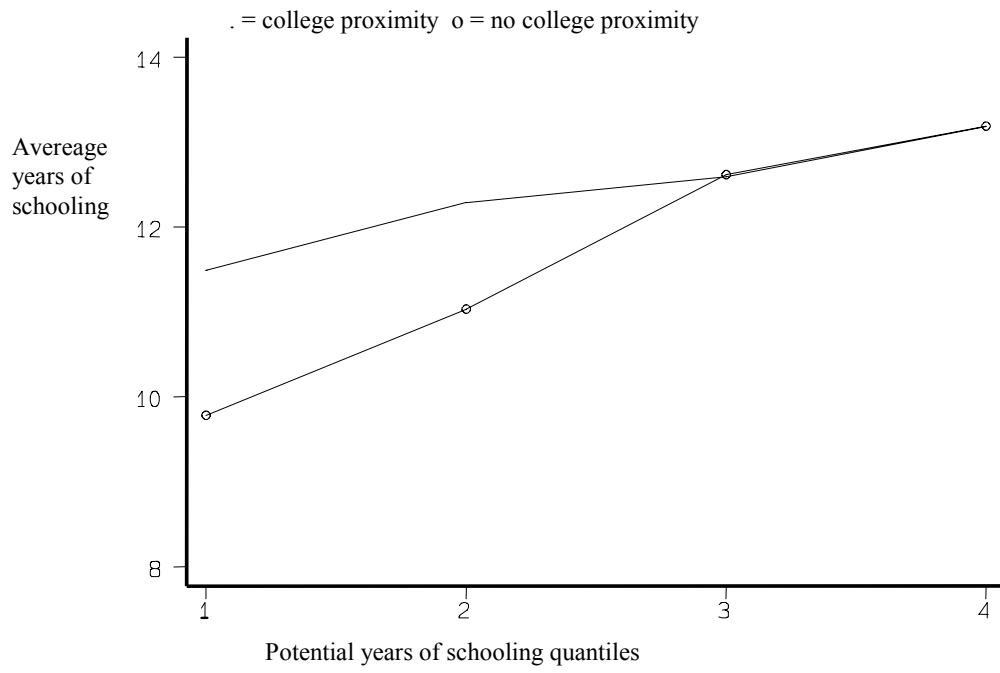 . = college proximity  o = no college proximity
14
Avereage
years of
schooling
12
10
8
1 2 3 4
Potential years of schooling quantiles